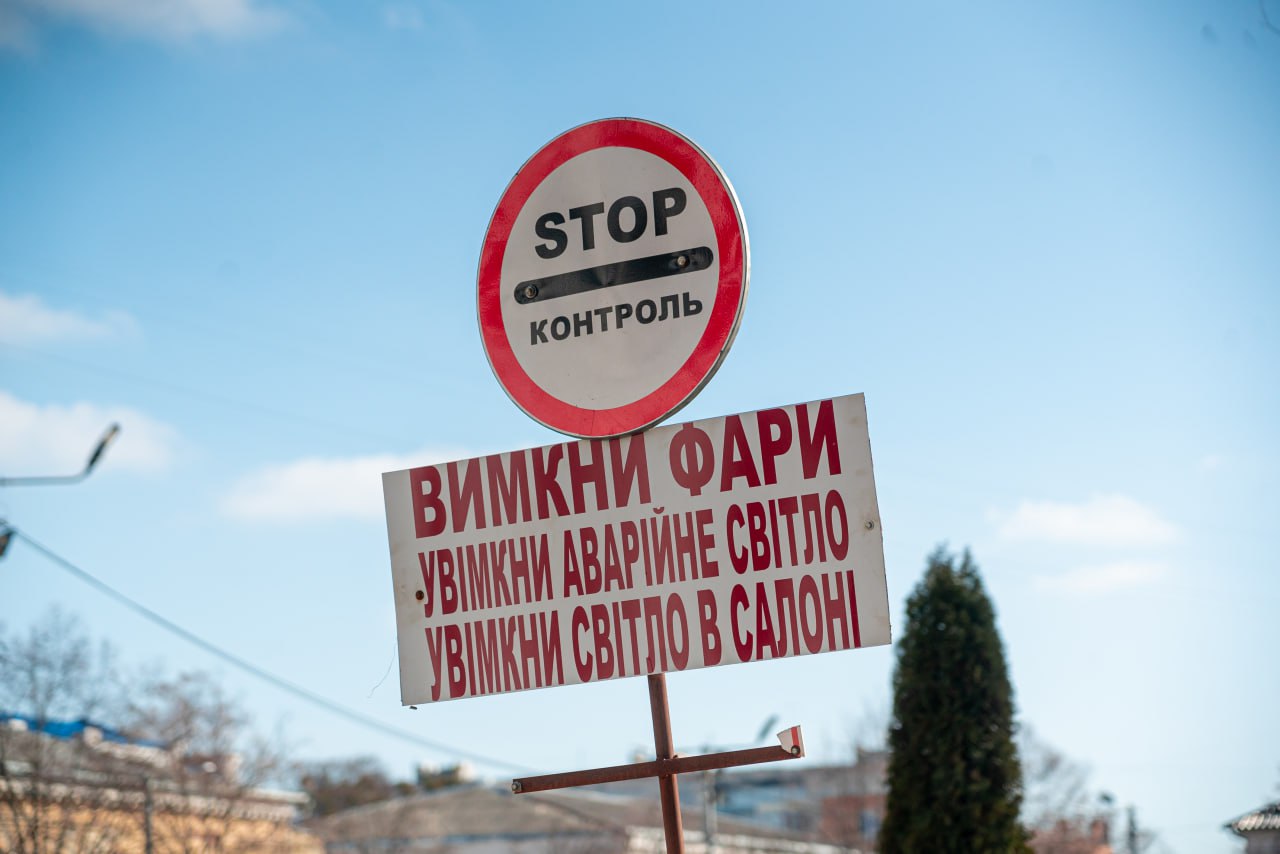 STOP
КОНТРОЛЬ
ВИМКНИ ФАРИ
УВІМКНИ АВАРІЙНЕ СВІТЛО
УВІМКНИ СВІТЛО В САЛОНІ